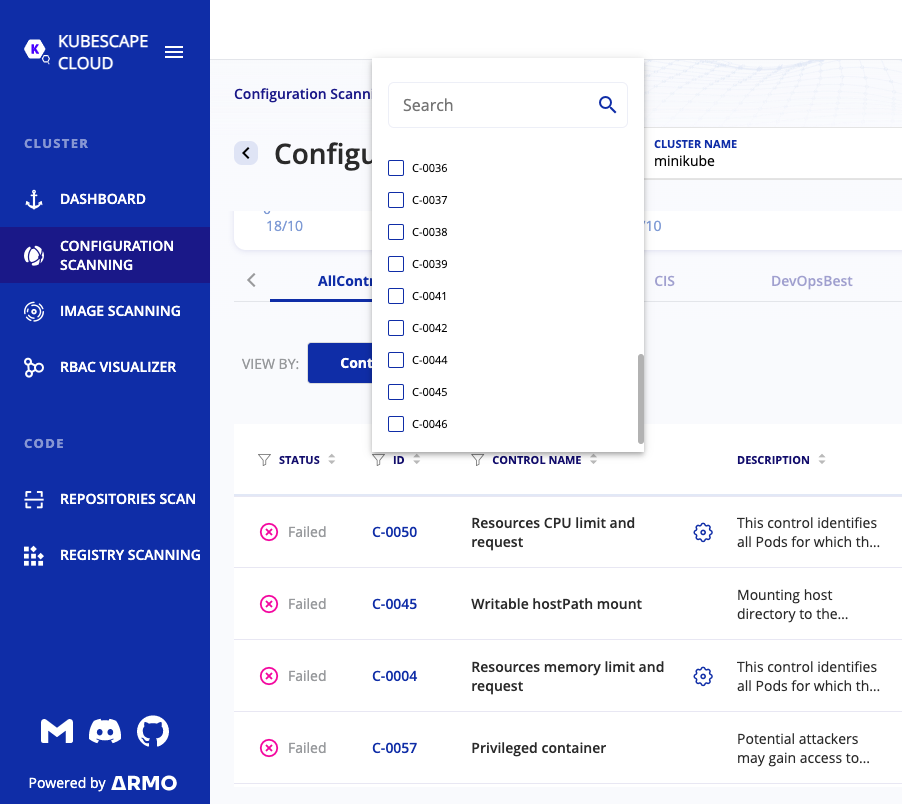 KUBESCAPE
CLOUD
CLUSTER
DASHBOARD
CONFIGURATION
SCANNING
IMAGE SCANNING
RBAC VISUALIZER
CODE
REPOSITORIES SCAN
REGISTRY SCANNING
Powered by ARMO
Configuration Scann
Configu
CLUSTER NAME
minikube
18/10
/10
AllContr
CIS
DevOpsBest
VIEW BY:
Cont
Search
C-0036
C-0037
C-0038
C-0039
C-0041
C-0042
C-0044
C-0045
C-0046
STATUS
ID
CONTROL NAME
DESCRIPTION
Failed
C-0050
Resources CPU limit and
request
This control identifies
all Pods for which th...
Failed
C-0045
Writable hostPath mount
Mounting host
directory to the...
Failed
C-0004
Resources memory limit and
request
This control identifies
all Pods for which th...
Failed
C-0057
Privileged container
Potential attackers
may gain access to...